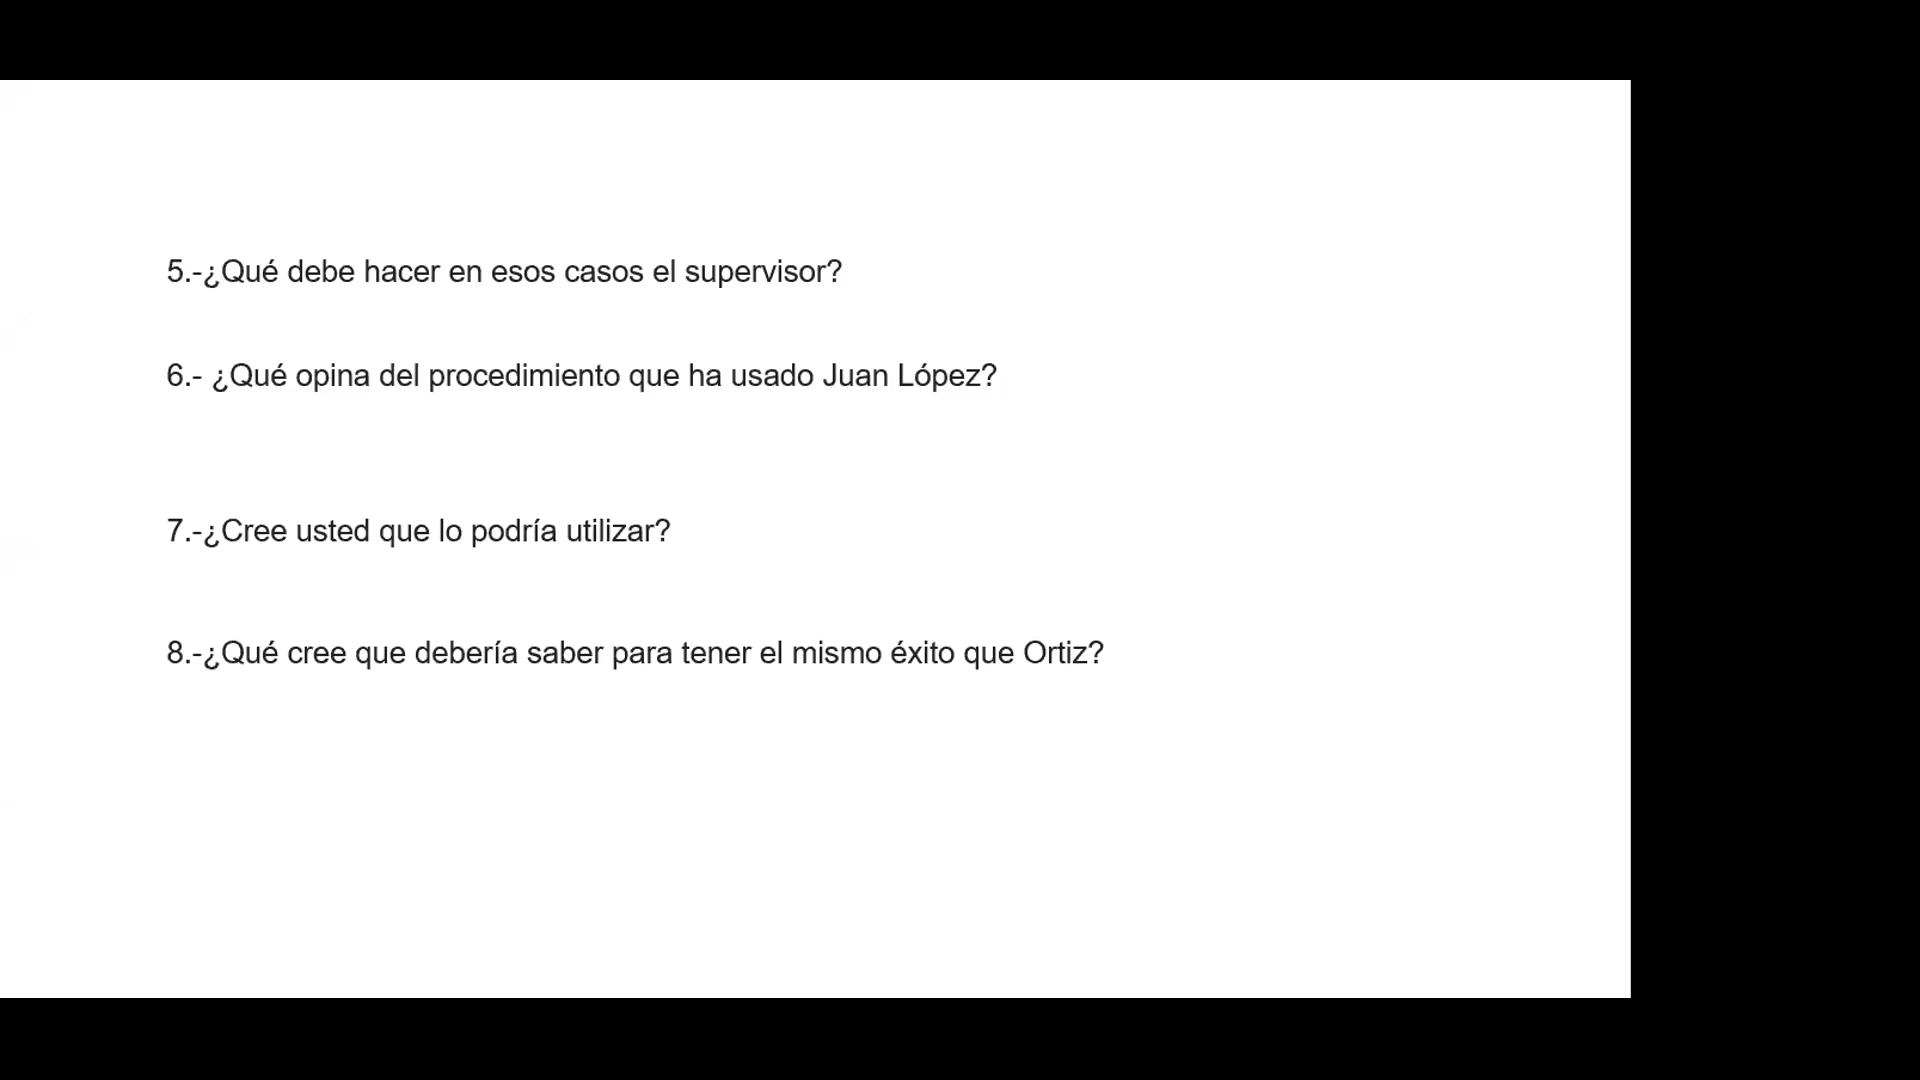 5.-¿Qué debe hacer en esos casos el supervisor?
6.- ¿Qué opina del procedimiento que ha usado Juan López?
7.-¿Cree usted que lo podría utilizar?
8.-¿Qué cree que debería saber para tener el mismo éxito que Ortiz?